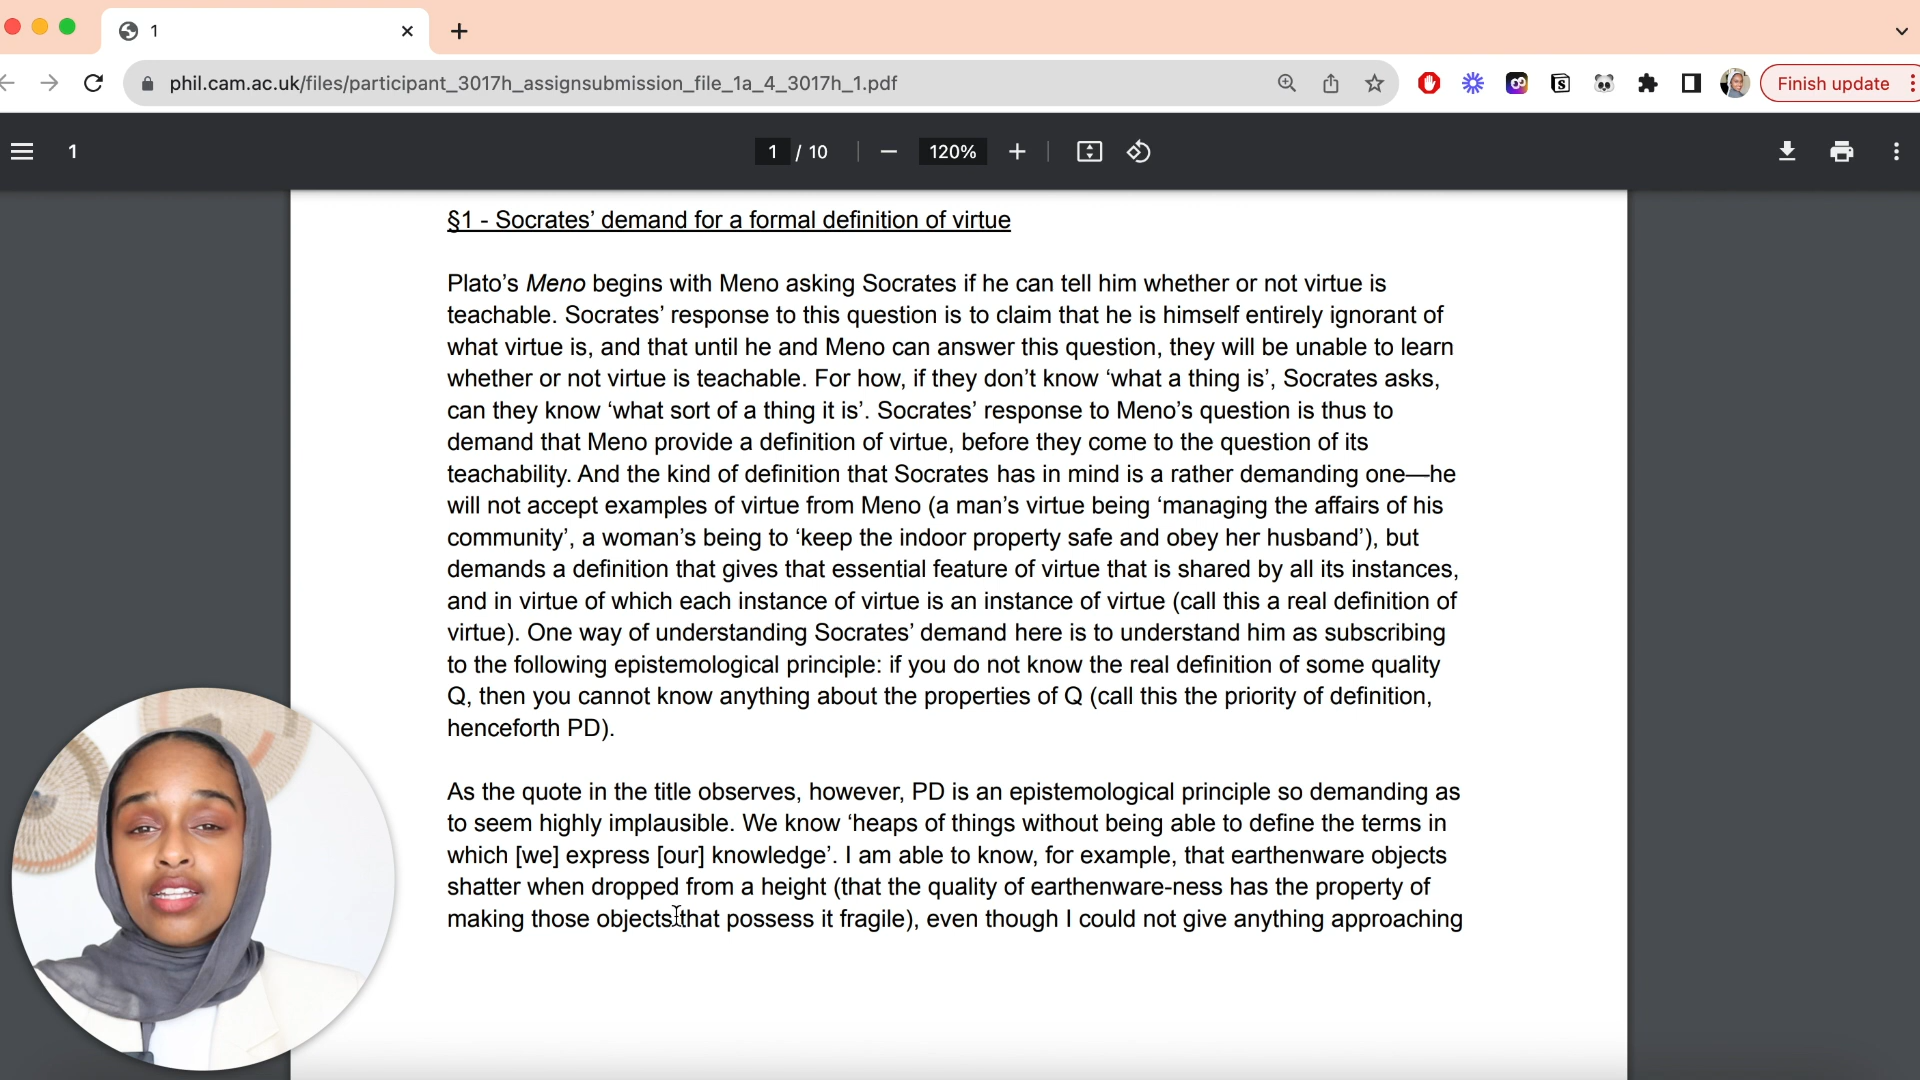 1
phil.cam.ac.uk/files/participant_3017h_assignsubmission_file_1a_4_3017h_1.pdf
Finish update
1
1 / 10
120%
§1 - Socrates’ demand for a formal definition of virtue
Plato’s Meno begins with Meno asking Socrates if he can tell him whether or not virtue is
teachable. Socrates’ response to this question is to claim that he is himself entirely ignorant of
what virtue is, and that until he and Meno can answer this question, they will be unable to learn
whether or not virtue is teachable. For how, if they don’t know ‘what a thing is’, Socrates asks,
can they know ‘what sort of a thing it is’. Socrates’ response to Meno’s question is thus to
demand that Meno provide a definition of virtue, before they come to the question of its
teachability. And the kind of definition that Socrates has in mind is a rather demanding one—he
will not accept examples of virtue from Meno (a man’s virtue being ‘managing the affairs of his
community’, a woman’s being to ‘keep the indoor property safe and obey her husband’), but
demands a definition that gives that essential feature of virtue that is shared by all its instances,
and in virtue of which each instance of virtue is an instance of virtue (call this a real definition of
virtue). One way of understanding Socrates’ demand here is to understand him as subscribing
to the following epistemological principle: if you do not know the real definition of some quality
Q, then you cannot know anything about the properties of Q (call this the priority of definition,
henceforth PD).
As the quote in the title observes, however, PD is an epistemological principle so demanding as
to seem highly implausible. We know ‘heaps of things without being able to define the terms in
which [we] express [our] knowledge’. I am able to know, for example, that earthenware objects
shatter when dropped from a height (that the quality of earthenware-ness has the property of
making those objects that possess it fragile), even though I could not give anything approaching